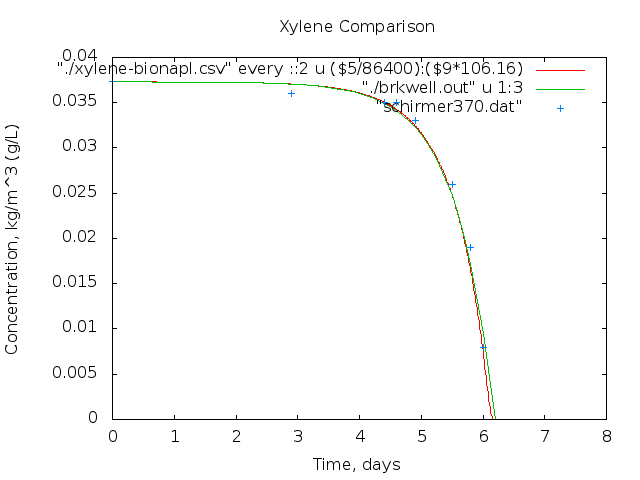 Xylene Comparison
"./xylene-bionapl.csv" every ::2 u ($5/86400):($9*106.16)
"./brkwell.out" u 1:3
"schirmer370.dat"
0.04
0.035
0.03
0.025
0.02
0.015
0.01
0.005
0
Concentration, kg/m^3 (g/L)
0 1 2 3 4 5 6 7 8
Time, days